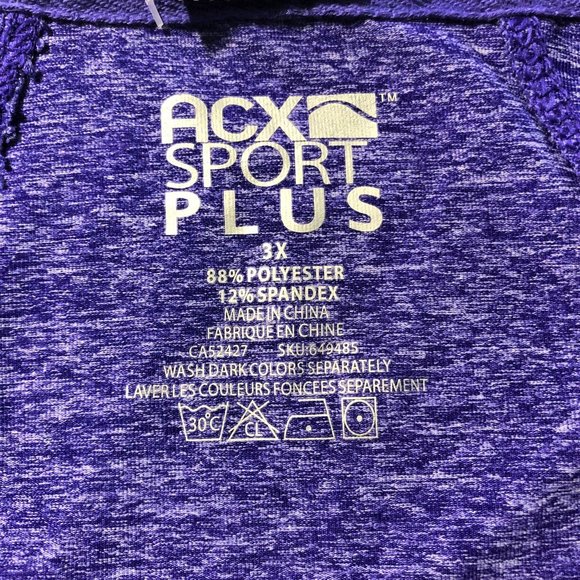 ACX™
SPORT
PLUS
3X
88% POLYESTER
12% SPANDEX
MADE IN CHINA
FABRIQUE EN CHINE
CA52427 SKU:649485
WASH DARK COLORS SEPARATELY
LAVER LES COULEURS FONCEES SEPAREMENT
30°C CL